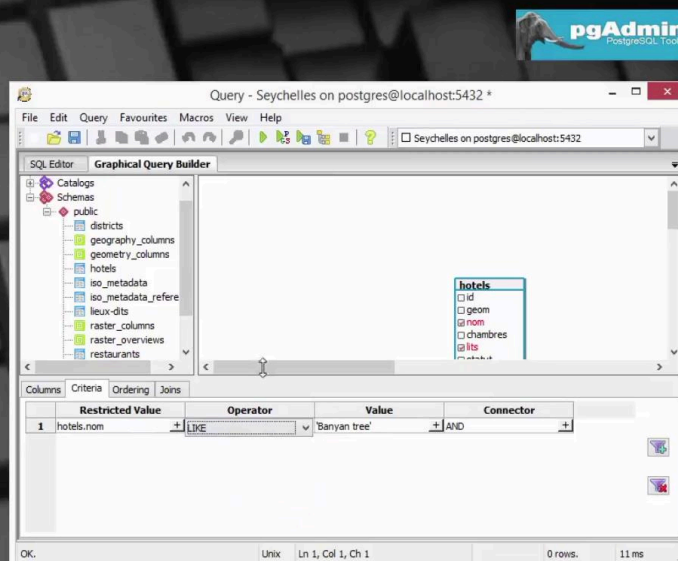 pgAdmin
PostgreSQL Tool
Query - Seychelles on postgres@localhost:5432 *
File Edit Query Favourites Macros View Help
Seychelles on postgres@localhost:5432
SQL Editor Graphical Query Builder
Catalogs
Schemas
public
districts
geography_columns
geometry_columns
hotels
iso_metadata
iso_metadata_refere
lieux-dits
raster_columns
raster_overviews
restaurants
hotels
id
geom
nom
chambres
lits
statut
Columns Criteria Ordering Joins
Restricted Value Operator Value Connector
1 hotels.nom + LIKE 'Banyan tree' + AND +
OK. Unix Ln 1, Col 1, Ch 1 0 rows. 11 ms